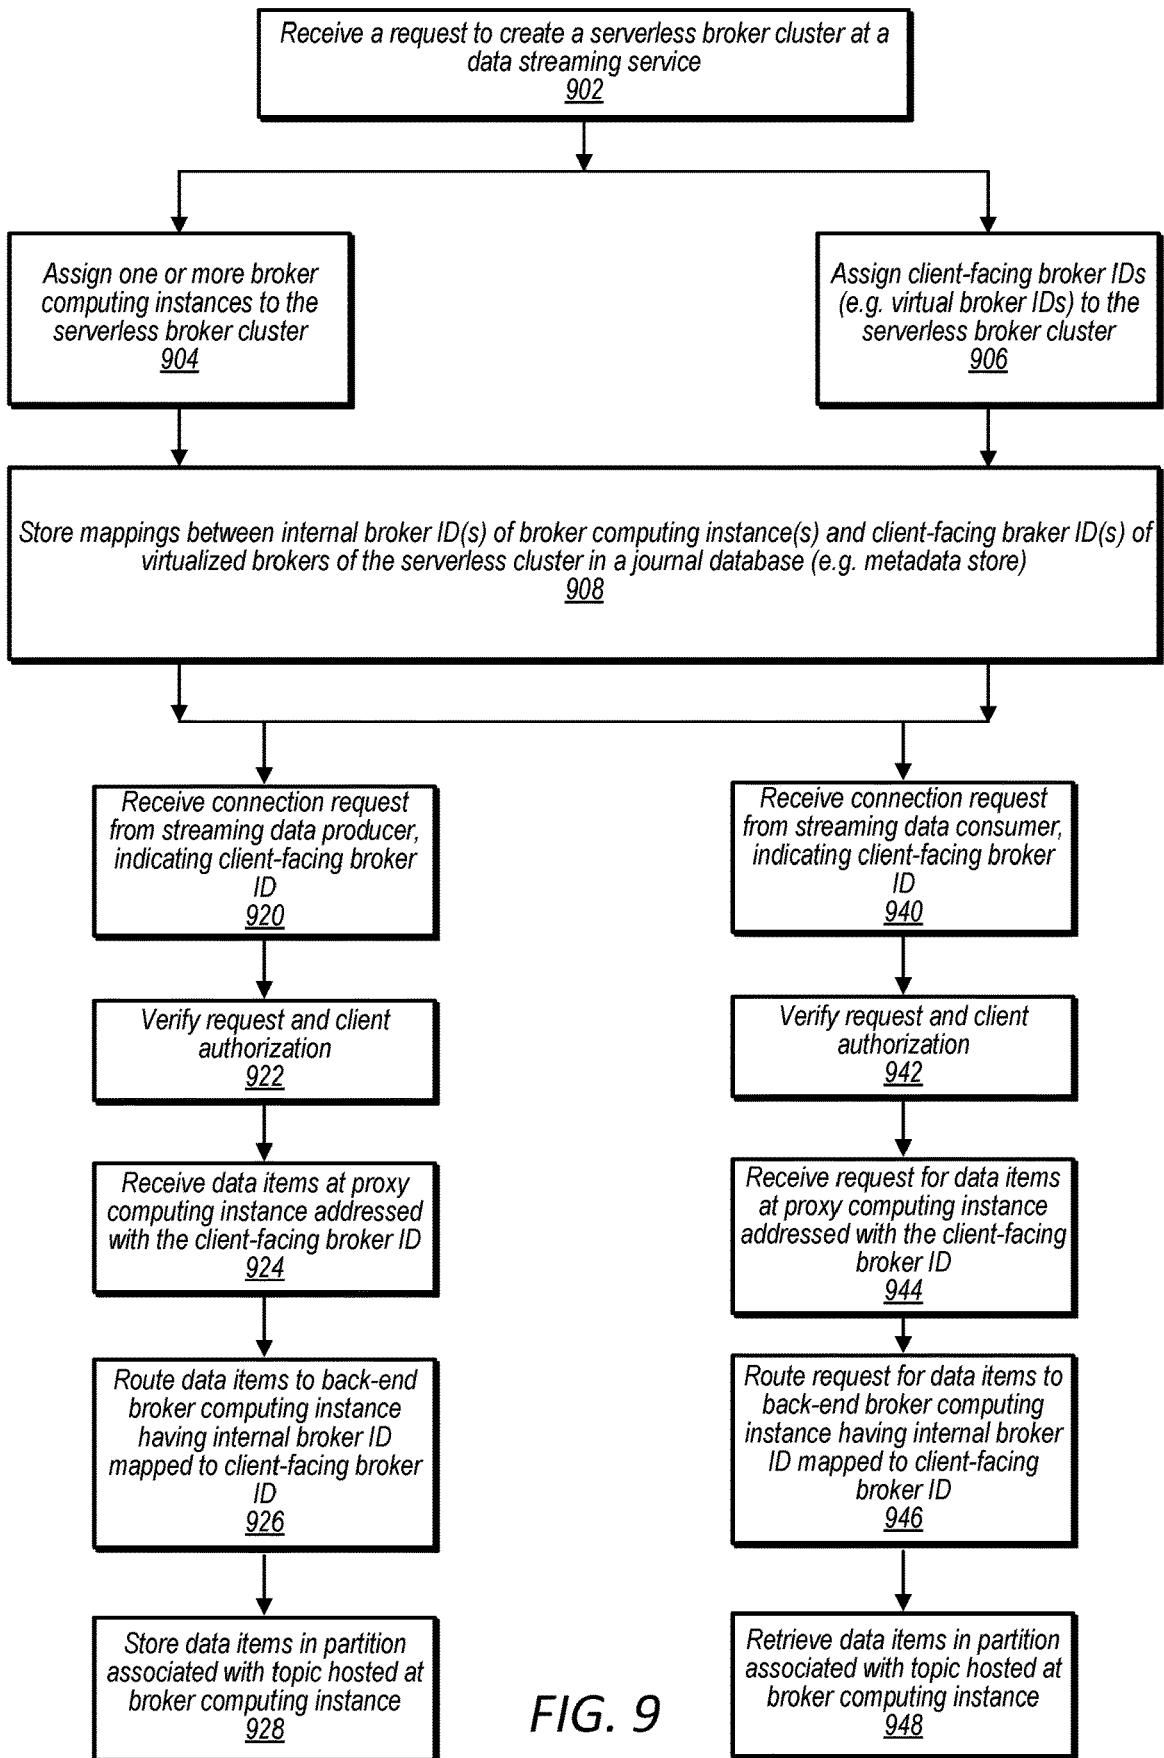 Receive a request to create a serverless broker cluster at a
data streaming service
902
Assign one or more broker
computing instances to the
serverless broker cluster
904
Assign client-facing broker IDs
(e.g. virtual broker IDs) to the
serverless broker cluster
906
Store mappings between internal broker ID(s) of broker computing instance(s) and client-facing braker ID(s) of
virtualized brokers of the serverless cluster in a journal database (e.g. metadata store)
908
Receive connection request
from streaming data producer,
indicating client-facing broker
ID
920
Verify request and client
authorization
922
Receive data items at proxy
computing instance addressed
with the client-facing broker ID
924
Route data items to back-end
broker computing instance
having internal broker ID
mapped to client-facing broker
ID
926
Store data items in partition
associated with topic hosted at
broker computing instance
928
Receive connection request
from streaming data consumer,
indicating client-facing broker
ID
940
Verify request and client
authorization
942
Receive request for data items
at proxy computing instance
addressed with the client-facing
broker ID
944
Route request for data items to
back-end broker computing
instance having internal broker
ID mapped to client-facing
broker ID
946
Retrieve data items in partition
associated with topic hosted at
broker computing instance
948
FIG. 9